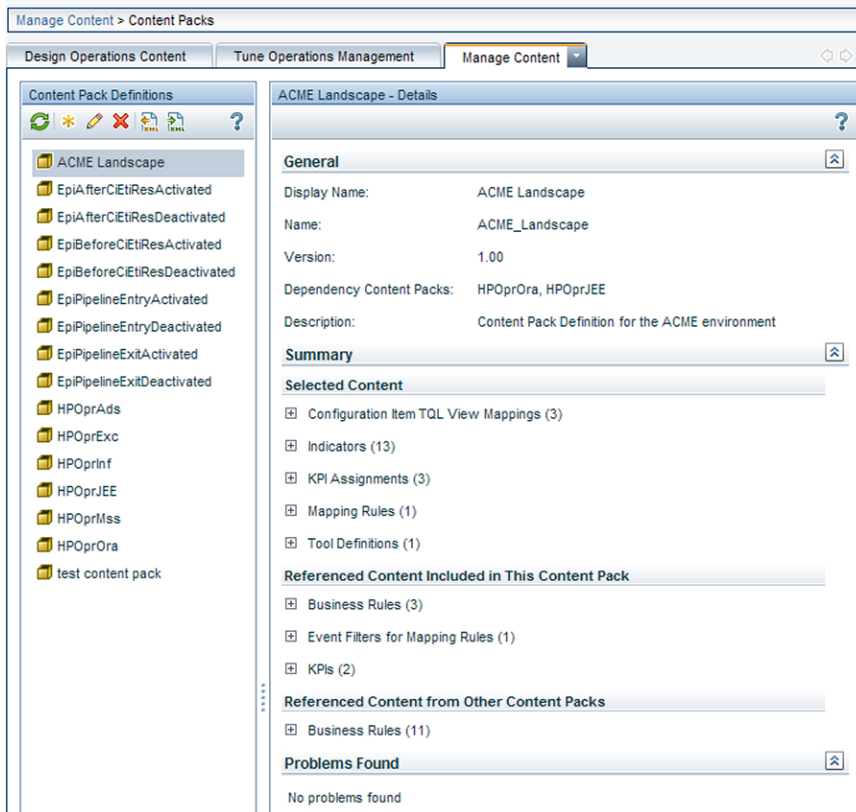 Manage Content > Content Packs
Design Operations Content
Tune Operations Management
Manage Content
Content Pack Definitions
XML
XML
?
ACME Landscape
EpiAfterCiEtiResActivated
EpiAfterCiEtiResDeactivated
EpiBeforeCiEtiResActivated
EpiBeforeCiEtiResDeactivated
EpiPipelineEntryActivated
EpiPipelineEntryDeactivated
EpiPipelineExitActivated
EpiPipelineExitDeactivated
HPOprAds
HPOprExc
HPOprInf
HPOprJEE
HPOprMss
HPOprOra
test content pack
ACME Landscape - Details
?
General
Display Name: ACME Landscape
Name: ACME_Landscape
Version: 1.00
Dependency Content Packs: HPOprOra, HPOprJEE
Description: Content Pack Definition for the ACME environment
Summary
Selected Content
Configuration Item TQL View Mappings (3)
Indicators (13)
KPI Assignments (3)
Mapping Rules (1)
Tool Definitions (1)
Referenced Content Included in This Content Pack
Business Rules (3)
Event Filters for Mapping Rules (1)
KPIs (2)
Referenced Content from Other Content Packs
Business Rules (11)
Problems Found
No problems found